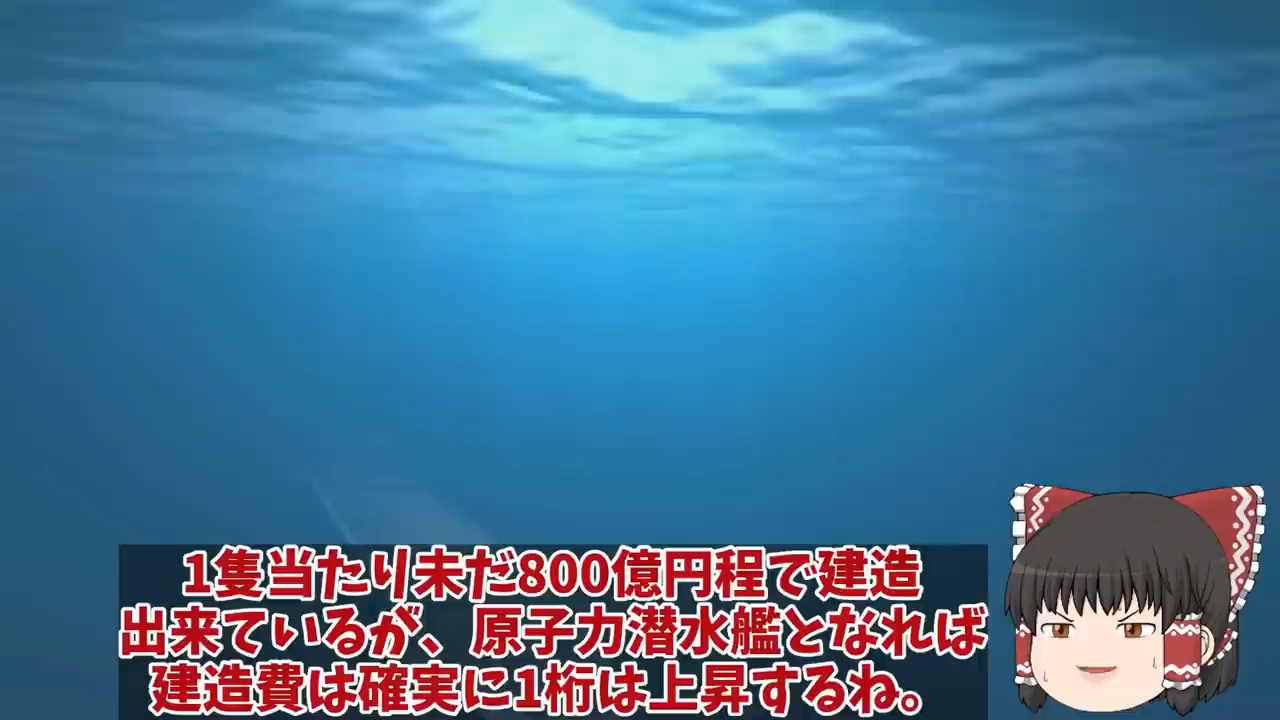 1隻当たり未だ800億円程で建造
出来ているが、原子力潜水艦となれば
建造費は確実に1桁は上昇するね。